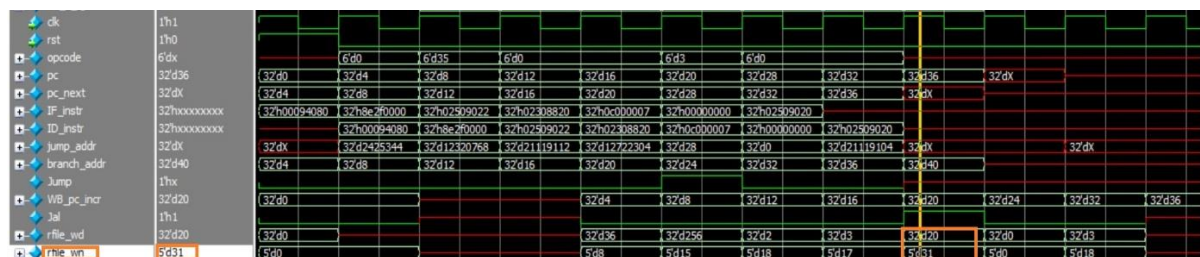 clk 1'h1
rst 1'h0
opcode 6'dx 6'd0 6'd35 6'd0 6'd3 6'd0
pc 32'd36 32'd0 32'd4 32'd8 32'd12 32'd16 32'd20 32'd28 32'd32 32'd36 32'dX
pc_next 32'dX 32'd4 32'd8 32'd12 32'd16 32'd20 32'd28 32'd32 32'd36 32'dX
IF_instr 32'hxxxxxxxx 32'h00094080 32'h8e2f0000 32'h02509022 32'h02308820 32'h0c000007 32'h00000000 32'h02509020
ID_instr 32'hxxxxxxxx 32'h00094080 32'h8e2f0000 32'h02509022 32'h02308820 32'h0c000007 32'h00000000 32'h02509020
jump_addr 32'dX 32'dX 32'd2425344 32'd12320768 32'd21119112 32'd12722304 32'd28 32'd0 32'd21119104 32'dX 32'dX
branch_addr 32'd40 32'd4 32'd8 32'd12 32'd16 32'd20 32'd24 32'd32 32'd36 32'd40
Jump 1'hx
WB_pc_incr 32'd20 32'd0 32'd4 32'd8 32'd12 32'd16 32'd20 32'd24 32'd32 32'd36
Jal 1'h1
rfile_wd 32'd20 32'd0 32'd36 32'd256 32'd2 32'd3 32'd20 32'd0 32'd3
rfile_wn 5'd31 5'd0 5'd8 5'd15 5'd18 5'd17 5'd31 5'd0 5'd18